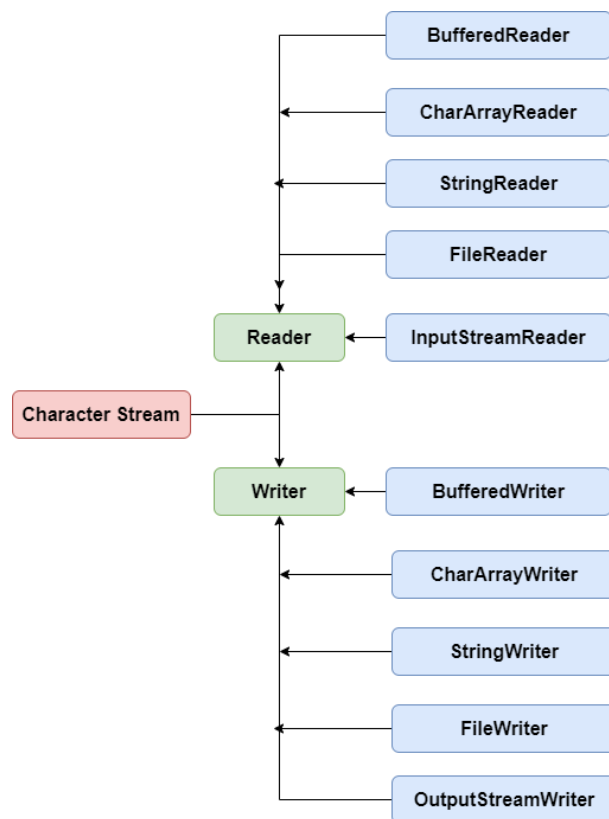 BufferedReader
CharArrayReader
StringReader
FileReader
Reader
InputStreamReader
Character Stream
Writer
BufferedWriter
CharArrayWriter
StringWriter
FileWriter
OutputStreamWriter